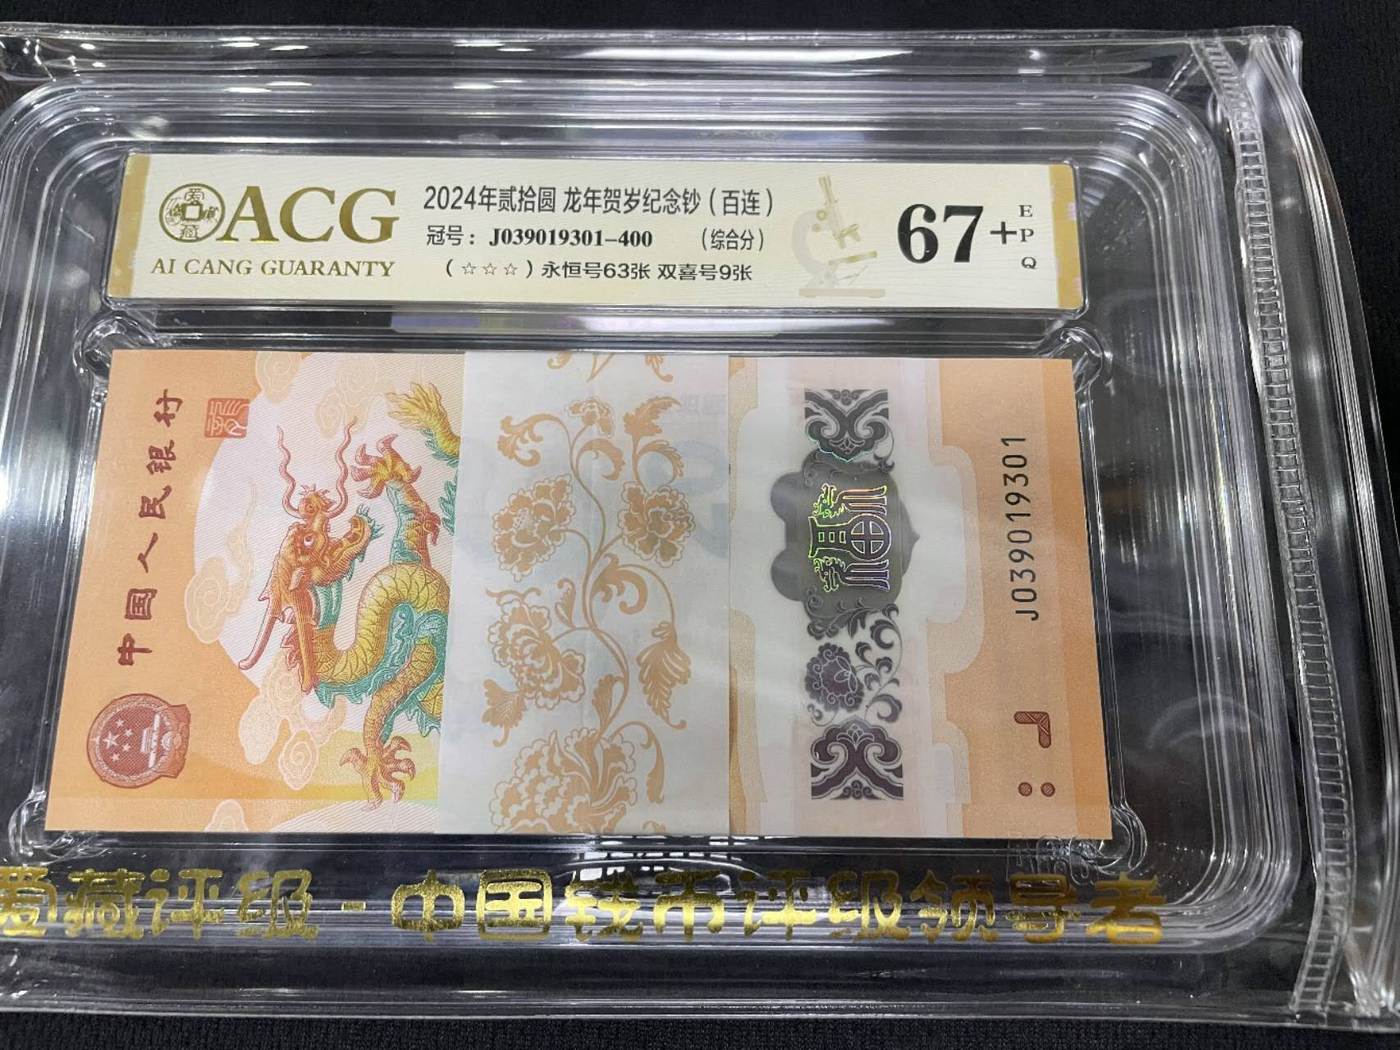 ACG
AI CANG GUARANTY
2024年贰拾圆 龙年贺岁纪念钞（百连）
冠号：J039019301-400 （综合分）
（☆☆☆）永恒号63张 双喜号9张
67+
EPQ
中国人民银行
J039019301
爱藏评级-中国钱币评级领导者